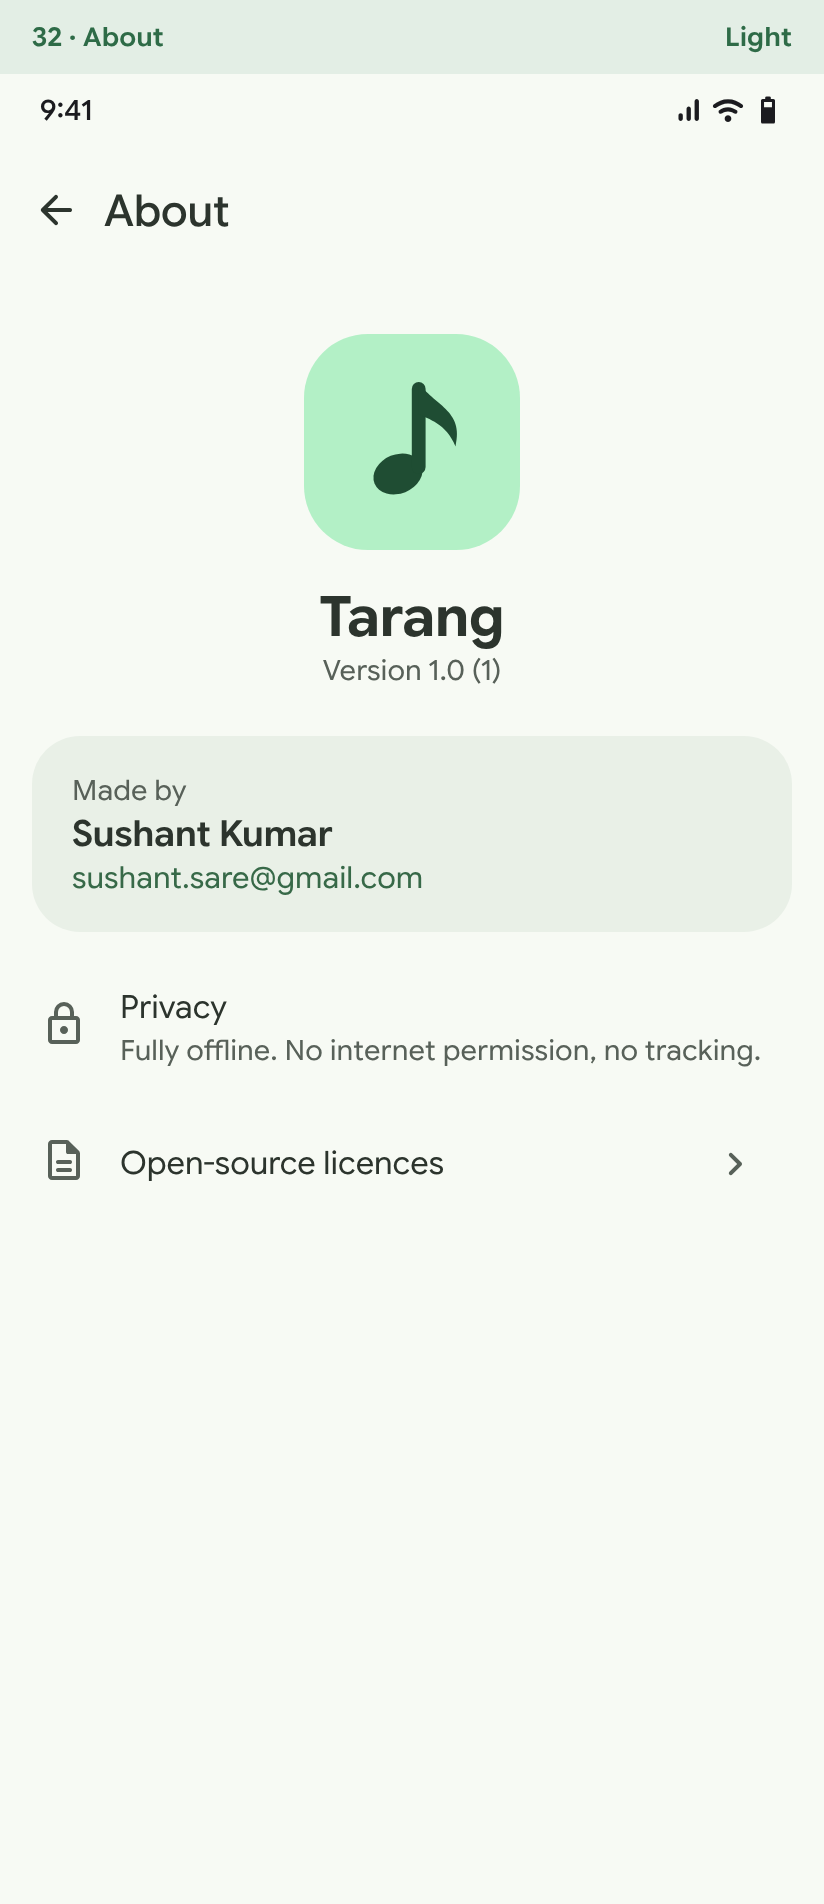 32 · About
Light
9:41
About
Tarang
Version 1.0 (1)
Made by
Sushant Kumar
sushant.sare@gmail.com
Privacy
Fully offline. No internet permission, no tracking.
Open-source licences